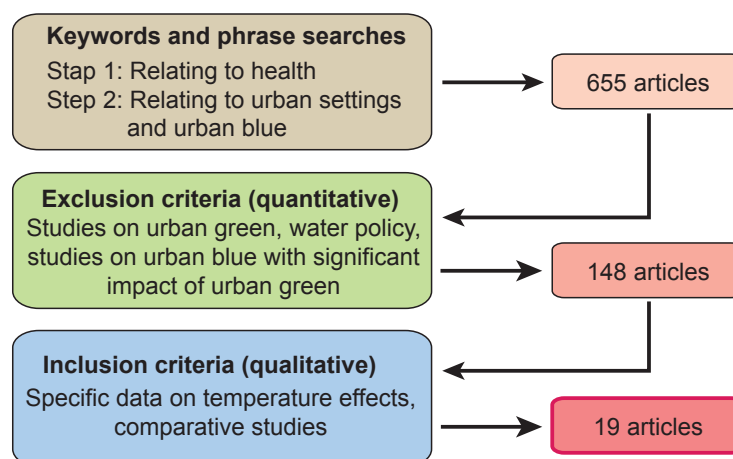 Keywords and phrase searches
Stap 1: Relating to health
Step 2: Relating to urban settings
and urban blue
655 articles
Exclusion criteria (quantitative)
Studies on urban green, water policy,
studies on urban blue with significant
impact of urban green
148 articles
Inclusion criteria (qualitative)
Specific data on temperature effects,
comparative studies
19 articles